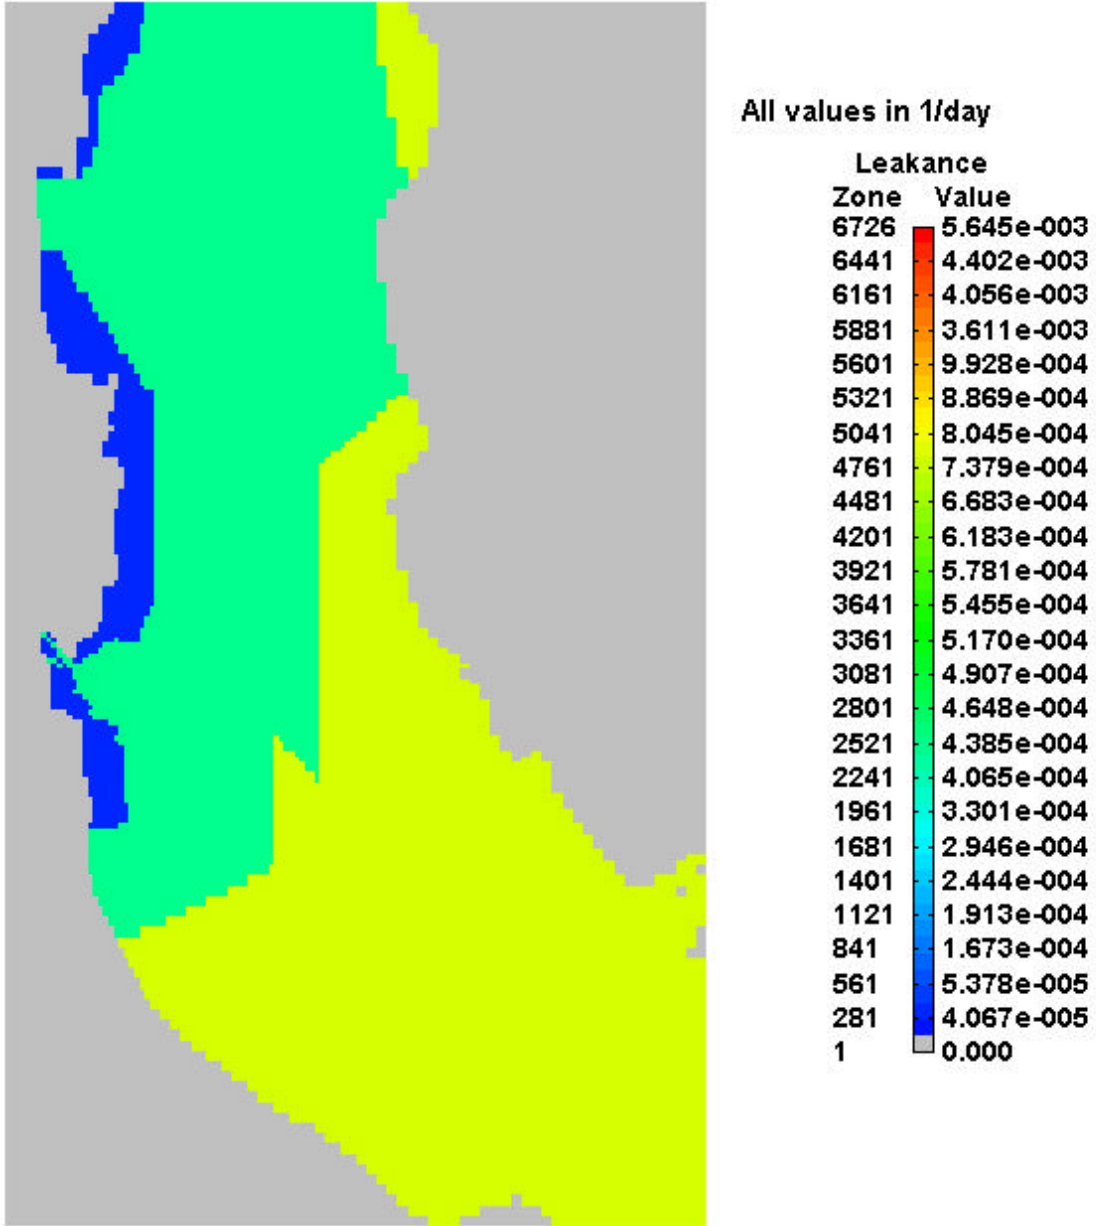 All values in 1/day
Leakance
Zone Value
6726 5.645e-003
6441 4.402e-003
6161 4.056e-003
5881 3.611e-003
5601 9.928e-004
5321 8.869e-004
5041 8.045e-004
4761 7.379e-004
4481 6.683e-004
4201 6.183e-004
3921 5.781e-004
3641 5.455e-004
3361 5.170e-004
3081 4.907e-004
2801 4.648e-004
2521 4.385e-004
2241 4.065e-004
1961 3.301e-004
1681 2.946e-004
1401 2.444e-004
1121 1.913e-004
841 1.673e-004
561 5.378e-005
281 4.067e-005
1 0.000